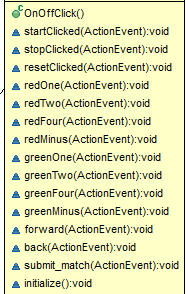 OnOffClick()
startClicked(ActionEvent):void
stopClicked(ActionEvent):void
resetClicked(ActionEvent):void
redOne(ActionEvent):void
redTwo(ActionEvent):void
redFour(ActionEvent):void
redMinus(ActionEvent):void
greenOne(ActionEvent):void
greenTwo(ActionEvent):void
greenFour(ActionEvent):void
greenMinus(ActionEvent):void
forward(ActionEvent):void
back(ActionEvent):void
submit_match(ActionEvent):void
initialize():void